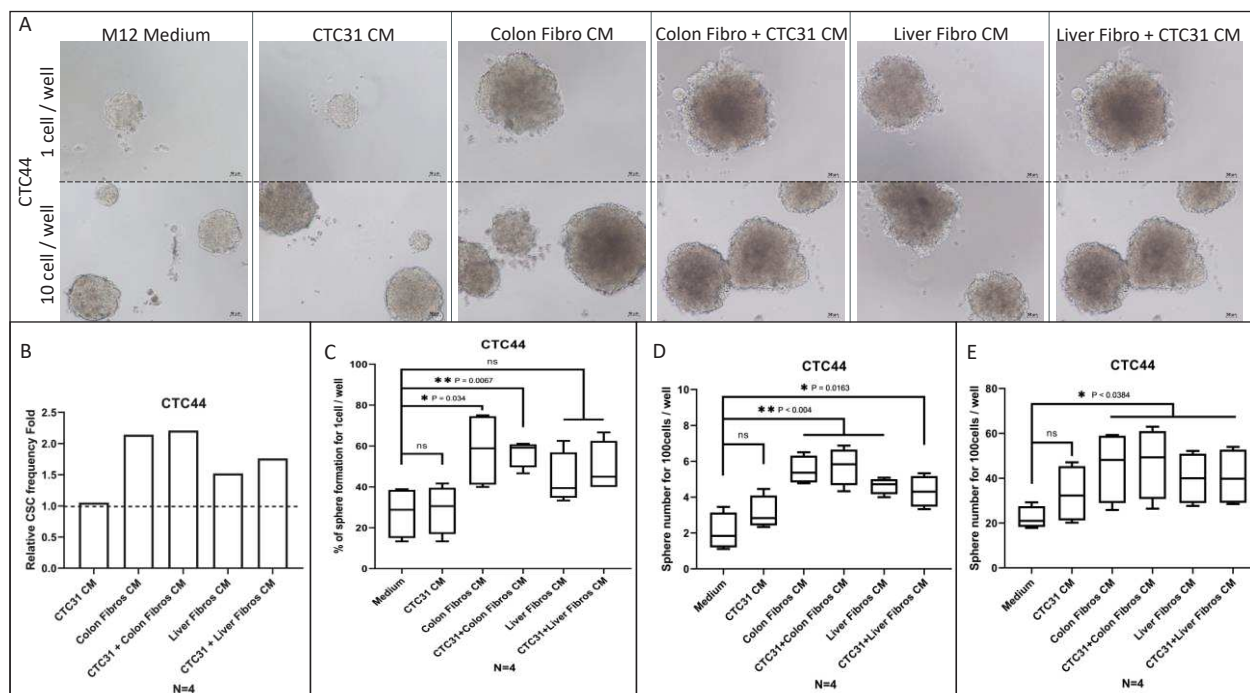 A
M12 Medium
CTC31 CM
Colon Fibro CM
Colon Fibro + CTC31 CM
Liver Fibro CM
Liver Fibro + CTC31 CM
CTC44
1 cell / well
10 cell / well
B
CTC44
Relative CSC frequency Fold
2.5
2.0
1.5
1.0
0.5
0.0
CTC31 CM
Colon Fibros CM
CTC31 + Colon Fibros CM
Liver Fibros CM
CTC31 + Liver Fibros CM
N=4
C
CTC44
ns
** P = 0.0067
* P = 0.034
ns
% of sphere formation for 1cell / well
100
80
60
40
20
0
Medium
CTC31 CM
Colon Fibros CM
CTC31+Colon Fibros CM
Liver Fibros CM
CTC31+Liver Fibros CM
N=4
D
CTC44
* P = 0.0163
** P < 0.004
ns
Sphere number for 100cells / well
10
8
6
4
2
0
Medium
CTC31 CM
Colon Fibros CM
CTC31+Colon Fibros CM
Liver Fibros CM
CTC31+Liver Fibros CM
N=4
E
CTC44
* P < 0.0384
ns
Sphere number for 100cells / well
80
60
40
20
0
Medium
CTC31 CM
Colon Fibros CM
CTC31+Colon Fibros CM
Liver Fibros CM
CTC31+Liver Fibros CM
N=4